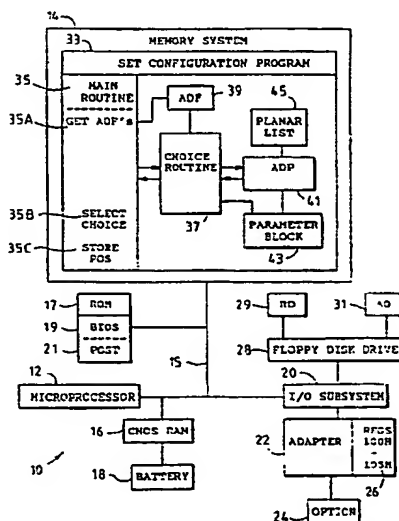 14
MEMORY SYSTEM
33
SET CONFIGURATION PROGRAM
35
MAIN ROUTINE
39
ADF
45
PLANAR LIST
35A
GET ADF's
CHOICE ROUTINE
ADP
41
37
35B
SELECT CHOICE
PARAMETER BLOCK
35C
STORE POS
43
17
ROM
29
RD
31
AD
19
BIOS
28
FLOPPY DISK DRIVE
21
POST
15
12
20
MICROPROCESSOR
I/O SUBSYSTEM
16
CMOS RAM
22
ADAPTER
REGS
100H
105H
10
18
BATTERY
26
24
OPTION